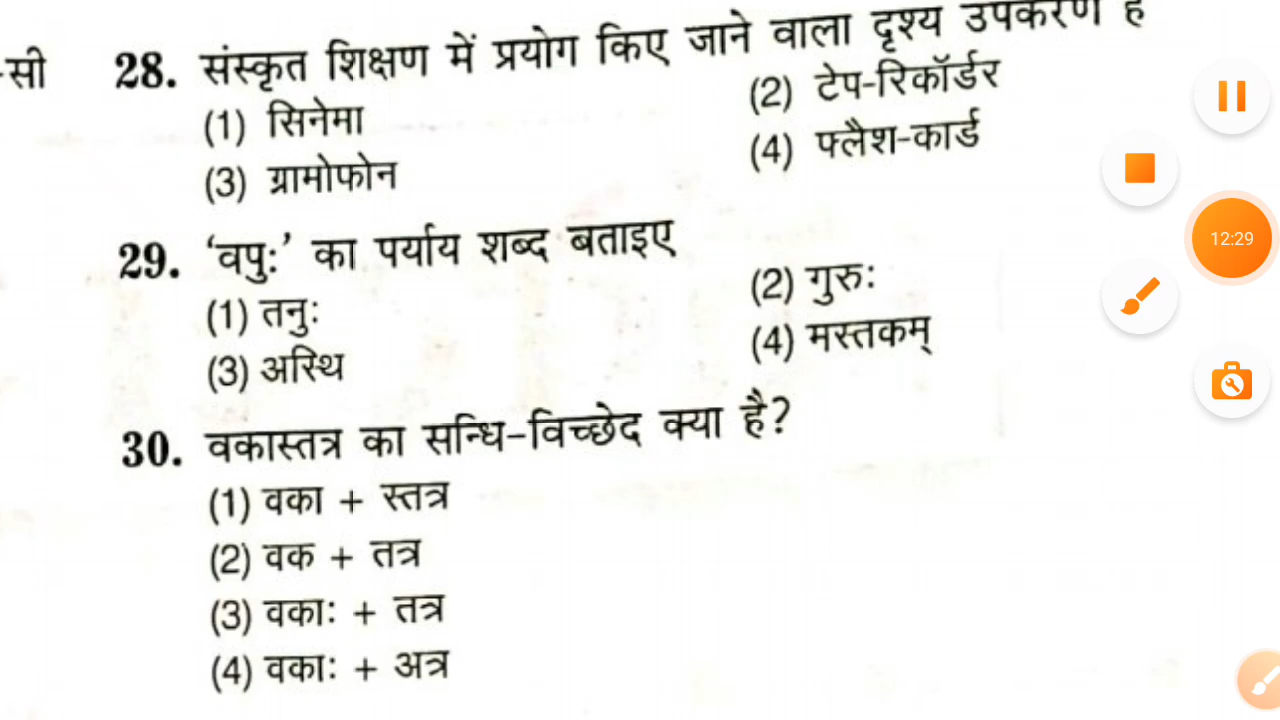 -सी
28. संस्कृत शिक्षण में प्रयोग किए जाने वाला दृश्य उपकरण है
(1) सिनेमा (2) टेप-रिकॉर्डर
(3) ग्रामोफोन (4) फ्लैश-कार्ड
29. ‘वपुः’ का पर्याय शब्द बताइए
(1) तनुः (2) गुरुः
(3) अस्थि (4) मस्तकम्
30. वकास्तत्र का सन्धि-विच्छेद क्या है?
(1) वका + स्तत्र
(2) वक + तत्र
(3) वकाः + तत्र
(4) वकाः + अत्र
12:29